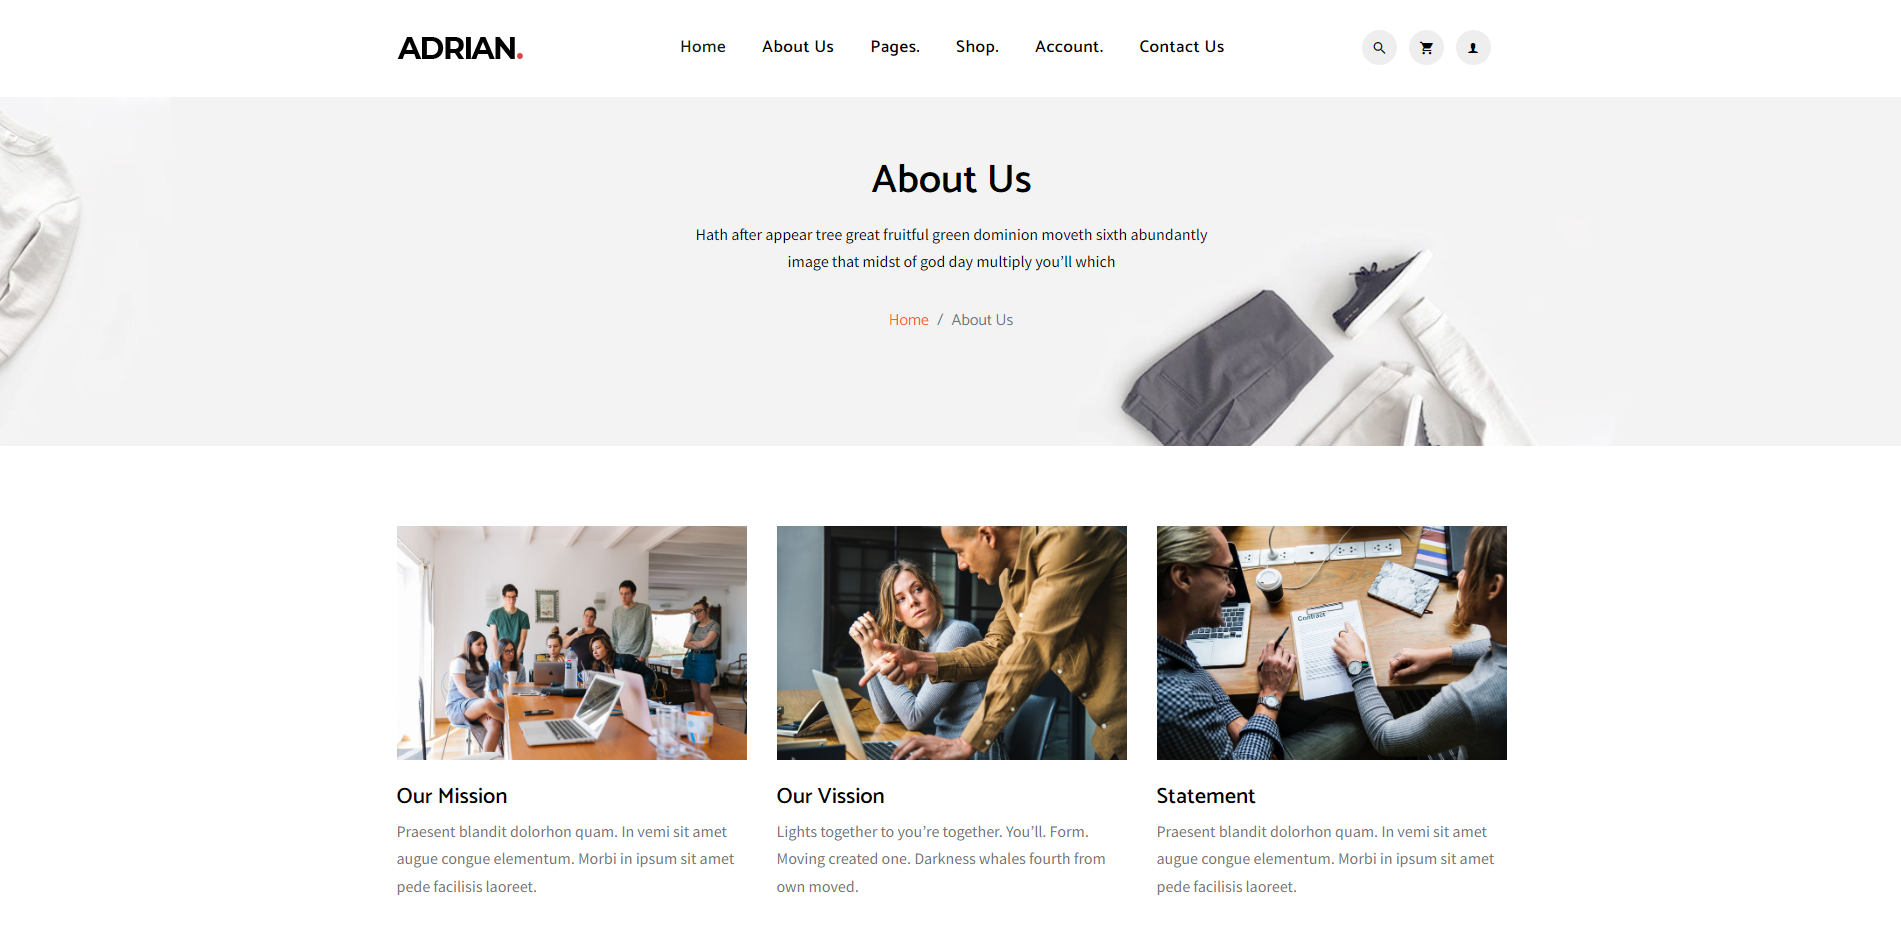 ADRIAN.
Home About Us Pages. Shop. Account. Contact Us
About Us
Hath after appear tree great fruitful green dominion moveth sixth abundantly
image that midst of god day multiply you’ll which
Home / About Us
Contract
Our Mission
Praesent blandit dolorhon quam. In vemi sit amet
augue congue elementum. Morbi in ipsum sit amet
pede facilisis laoreet.
Our Vission
Lights together to you’re together. You’ll. Form.
Moving created one. Darkness whales fourth from
own moved.
Statement
Praesent blandit dolorhon quam. In vemi sit amet
augue congue elementum. Morbi in ipsum sit amet
pede facilisis laoreet.